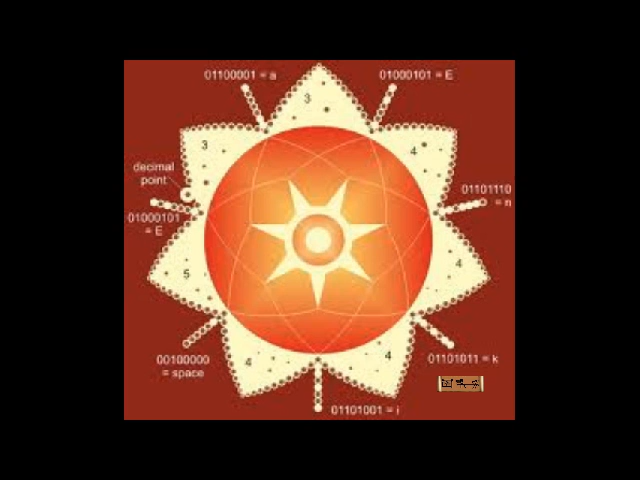 01100001 = a
01000101 = E
3
3
4
decimal
point
01101110
= n
01000101
= E
4
5
00100000
= space
4
4
01101011 = k
01101001 = i